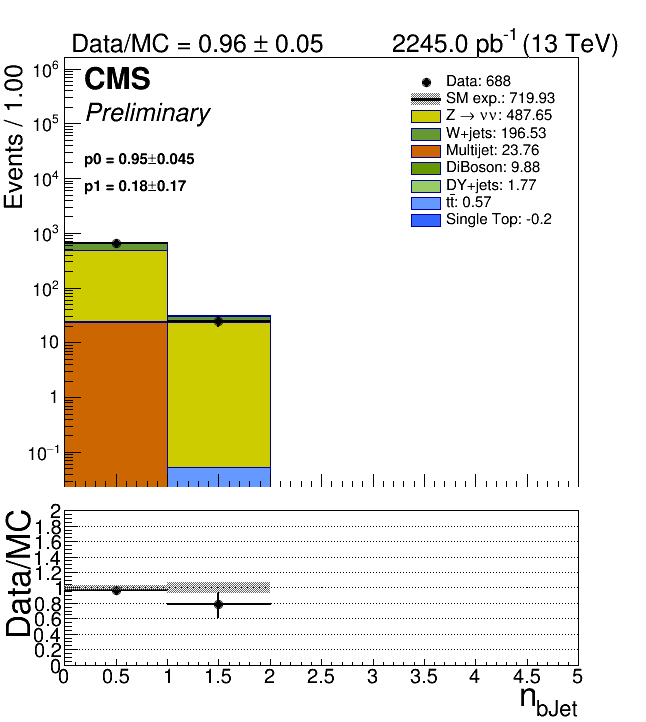 Data/MC = 0.96 ± 0.05 2245.0 pb⁻¹ (13 TeV)
Events / 1.00
CMS
Preliminary
p0 = 0.95±0.045
p1 = 0.18±0.17
Data: 688
SM exp.: 719.93
Z → νν: 487.65
W+jets: 196.53
Multijet: 23.76
DiBoson: 9.88
DY+jets: 1.77
tt̄: 0.57
Single Top: -0.2
10⁶
10⁵
10⁴
10³
10²
10
1
10⁻¹
Data/MC
2
1.8
1.6
1.4
1.2
1
0.8
0.6
0.4
0.2
0
0 0.5 1 1.5 2 2.5 3 3.5 4 4.5 5
n_bJet